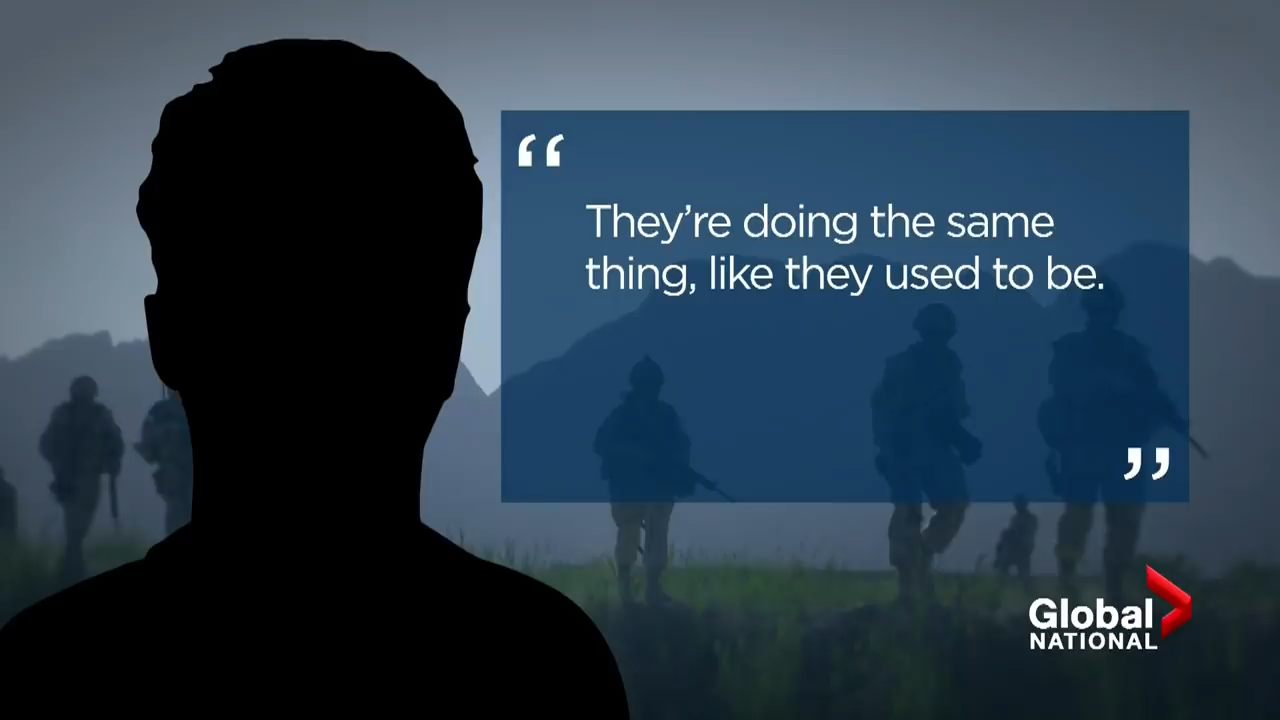 “
They’re doing the same
thing, like they used to be.
”
Global
NATIONAL